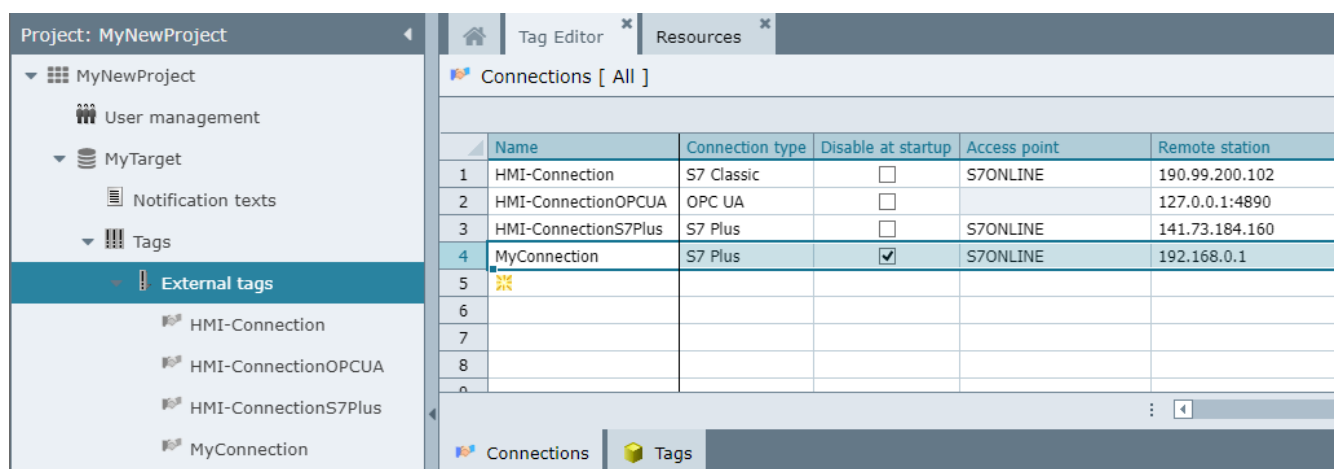 Project: MyNewProject
MyNewProject
User management
MyTarget
Notification texts
Tags
External tags
HMI-Connection
HMI-ConnectionOPCUA
HMI-ConnectionS7Plus
MyConnection
Tag Editor Resources
Connections [ All ]
Name Connection type Disable at startup Access point Remote station
1 HMI-Connection S7 Classic S7ONLINE 190.99.200.102
2 HMI-ConnectionOPCUA OPC UA 127.0.0.1:4890
3 HMI-ConnectionS7Plus S7 Plus S7ONLINE 141.73.184.160
4 MyConnection S7 Plus S7ONLINE 192.168.0.1
5
6
7
8
Connections Tags